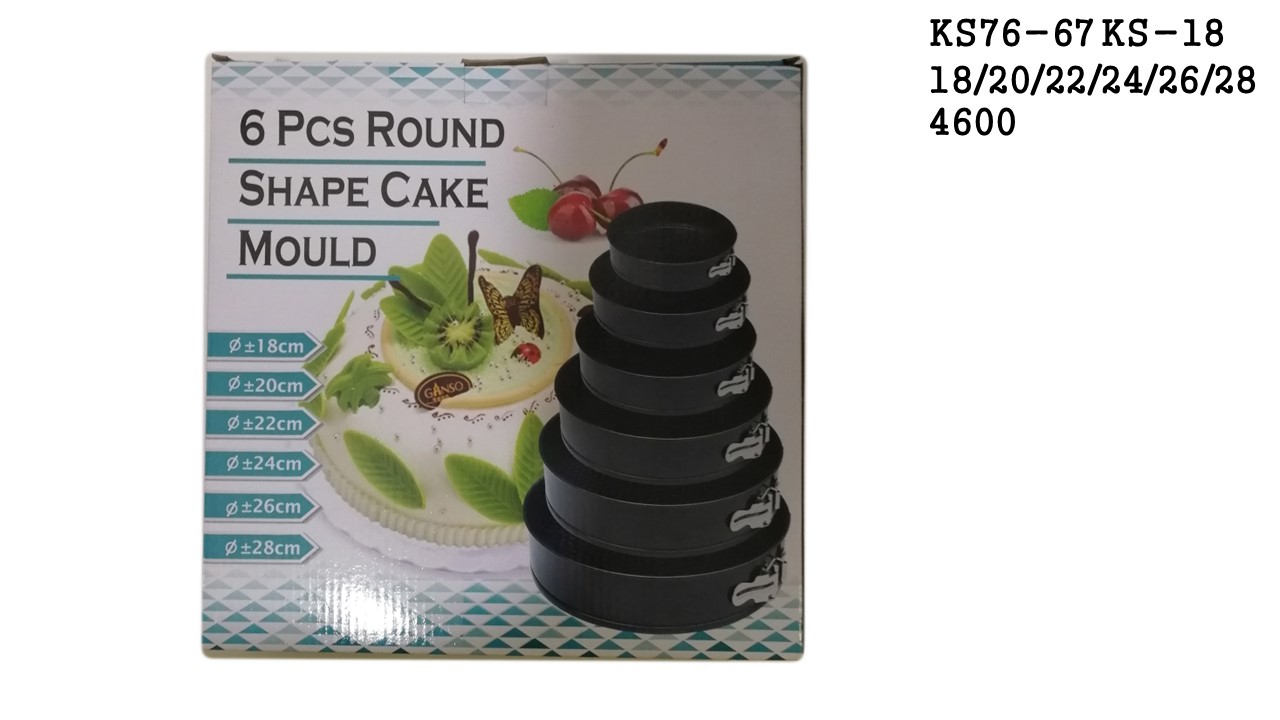 KS76-67 KS-18
18/20/22/24/26/28
4600
6 PCS ROUND
SHAPE CAKE
MOULD
Ø±18cm
Ø±20cm
Ø±22cm
Ø±24cm
Ø±26cm
Ø±28cm
GANSO